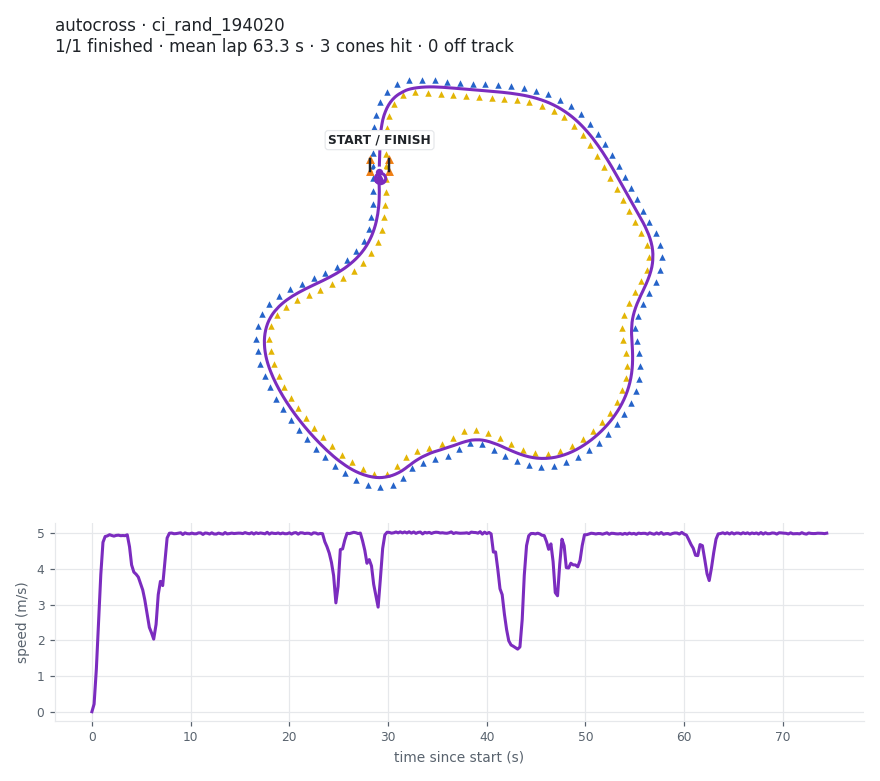 autocross · ci_rand_194020
1/1 finished · mean lap 63.3 s · 3 cones hit · 0 off track
START / FINISH
5
4
3
2
1
0
speed (m/s)
0 10 20 30 40 50 60 70
time since start (s)